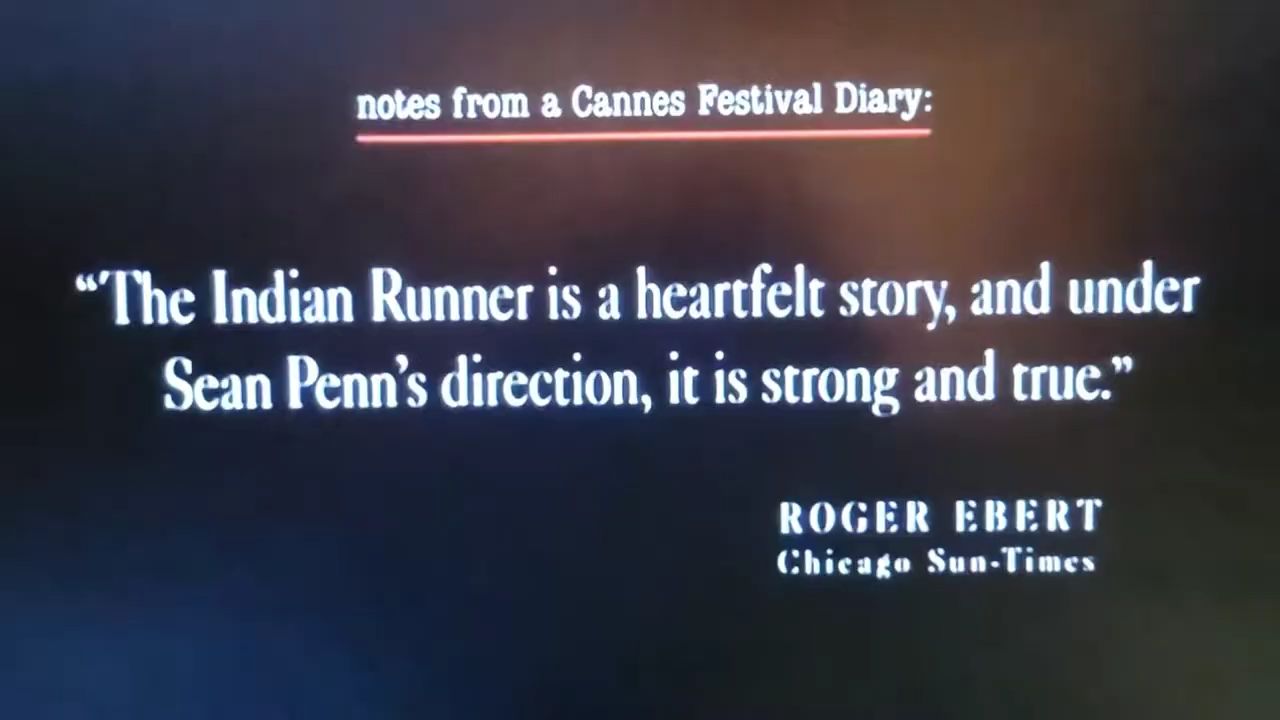 notes from a Cannes Festival Diary:
“The Indian Runner is a heartfelt story, and under
Sean Penn’s direction, it is strong and true.”
ROGER EBERT
Chicago Sun-Times